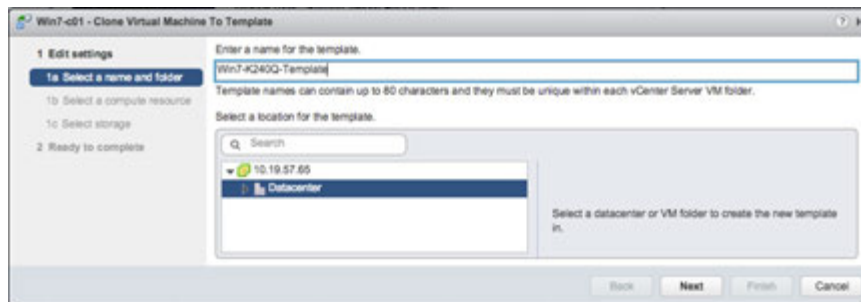 Win7-c01 - Clone Virtual Machine To Template
1 Edit settings
1a Select a name and folder
1b Select a compute resource
1c Select storage
2 Ready to complete
Enter a name for the template.
Win7-K240Q-Template
Template names can contain up to 80 characters and they must be unique within each vCenter Server VM folder.
Select a location for the template.
Search
10.19.57.65
Datacenter
Select a datacenter or VM folder to create the new template
in.
Back Next Finish Cancel